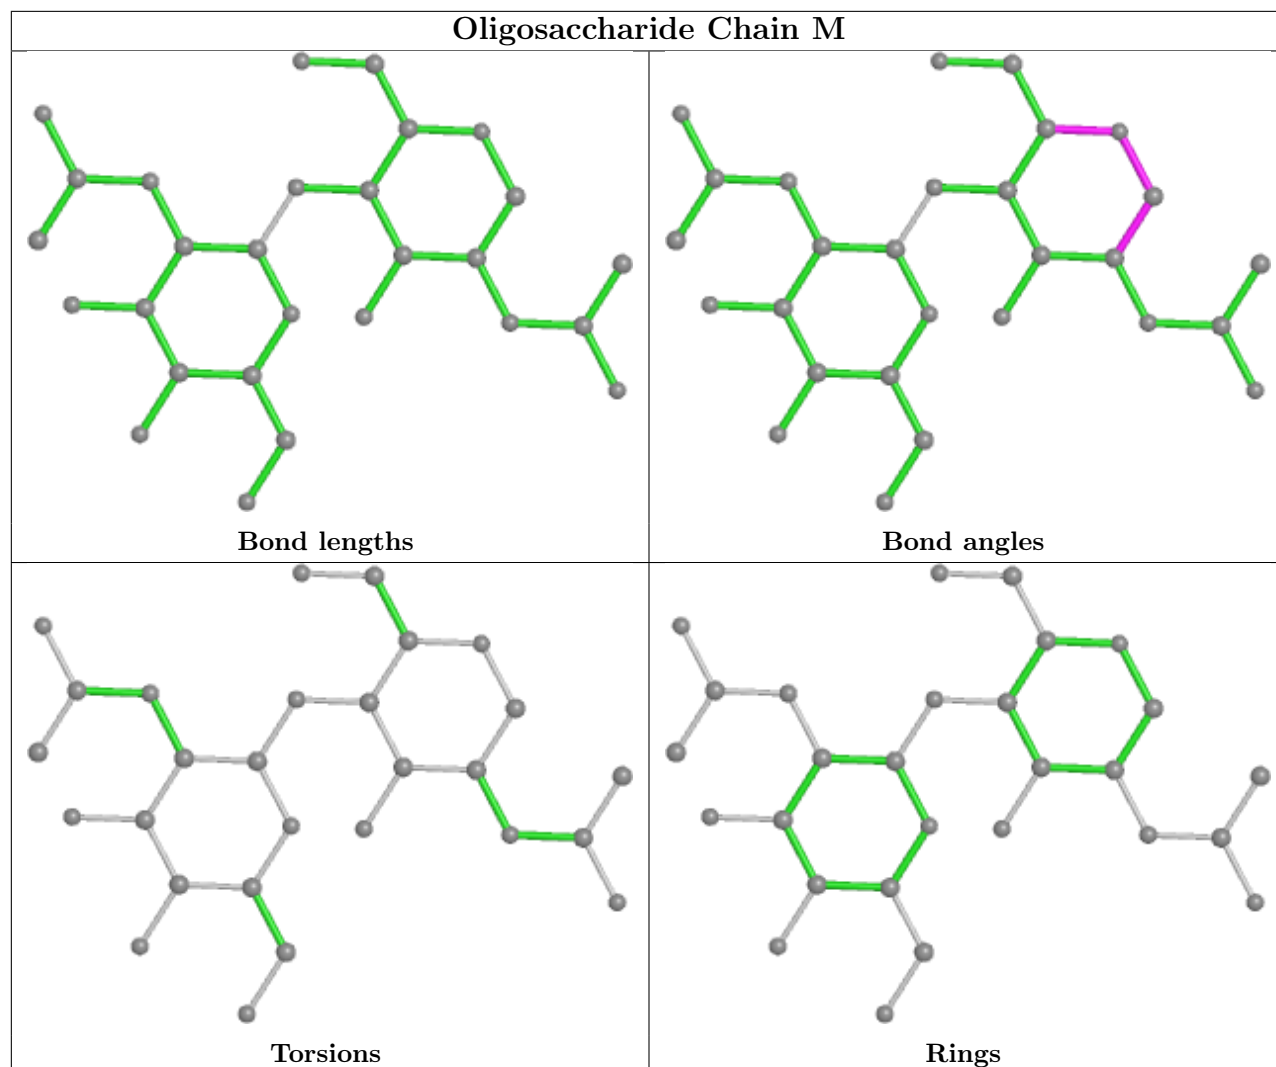 Oligosaccharide Chain M
Bond lengths
Bond angles
Torsions
Rings